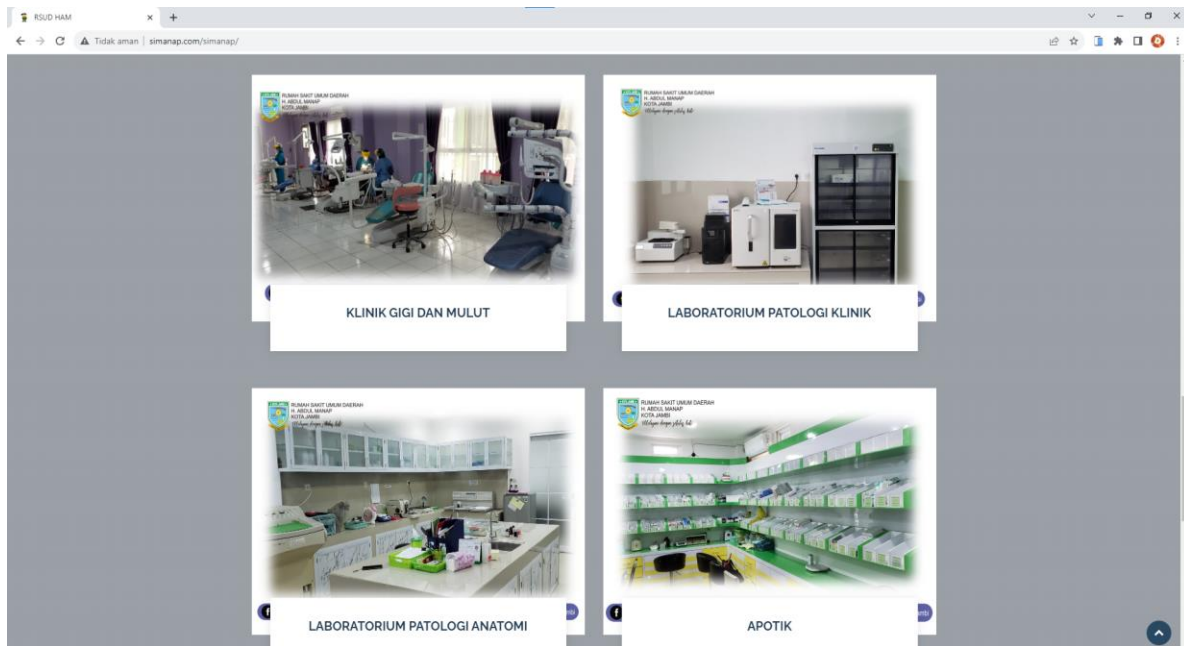 RSUD HAM
Tidak aman | simanap.com/simanap/
RUMAH SAKIT UMUM DAERAH
H. ABDUL MANAP
KOTA JAMBI
KLINIK GIGI DAN MULUT
RUMAH SAKIT UMUM DAERAH
H. ABDUL MANAP
KOTA JAMBI
LABORATORIUM PATOLOGI KLINIK
RUMAH SAKIT UMUM DAERAH
H. ABDUL MANAP
KOTA JAMBI
LABORATORIUM PATOLOGI ANATOMI
RUMAH SAKIT UMUM DAERAH
H. ABDUL MANAP
KOTA JAMBI
APOTIK